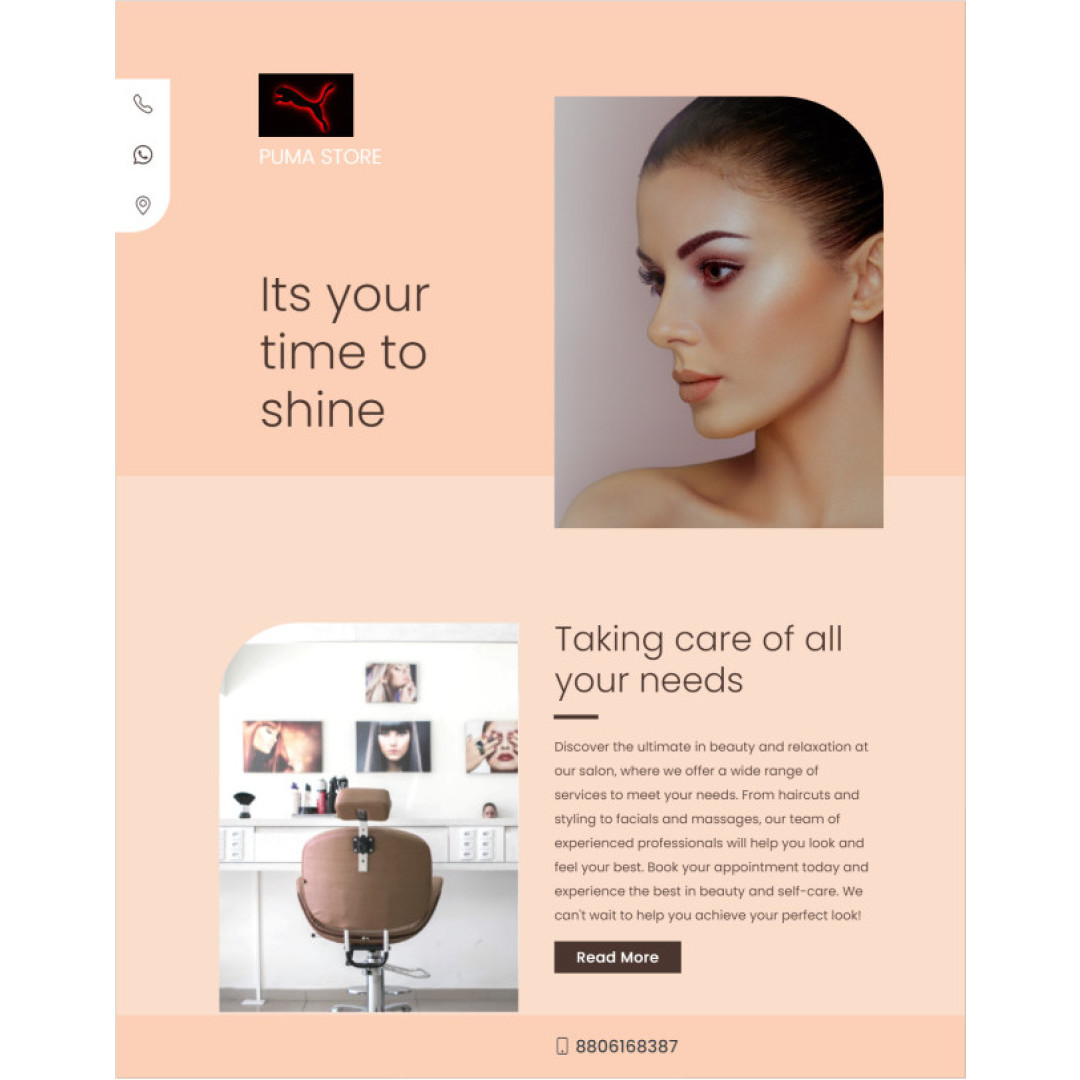 PUMA STORE
Its your
time to
shine
Taking care of all
your needs
Discover the ultimate in beauty and relaxation at
our salon, where we offer a wide range of
services to meet your needs. From haircuts and
styling to facials and massages, our team of
experienced professionals will help you look and
feel your best. Book your appointment today and
experience the best in beauty and self-care. We
can't wait to help you achieve your perfect look!
Read More
8806168387